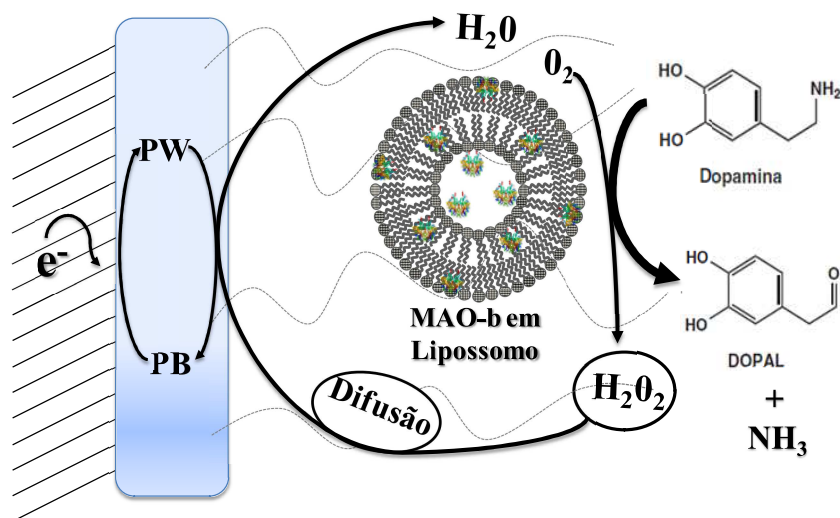 H₂0
0₂
HO
HO
NH₂
Dopamina
PW
e⁻
PB
MAO-b em
Lipossomo
HO
HO
O
DOPAL
+
NH₃
Difusão
H₂0₂